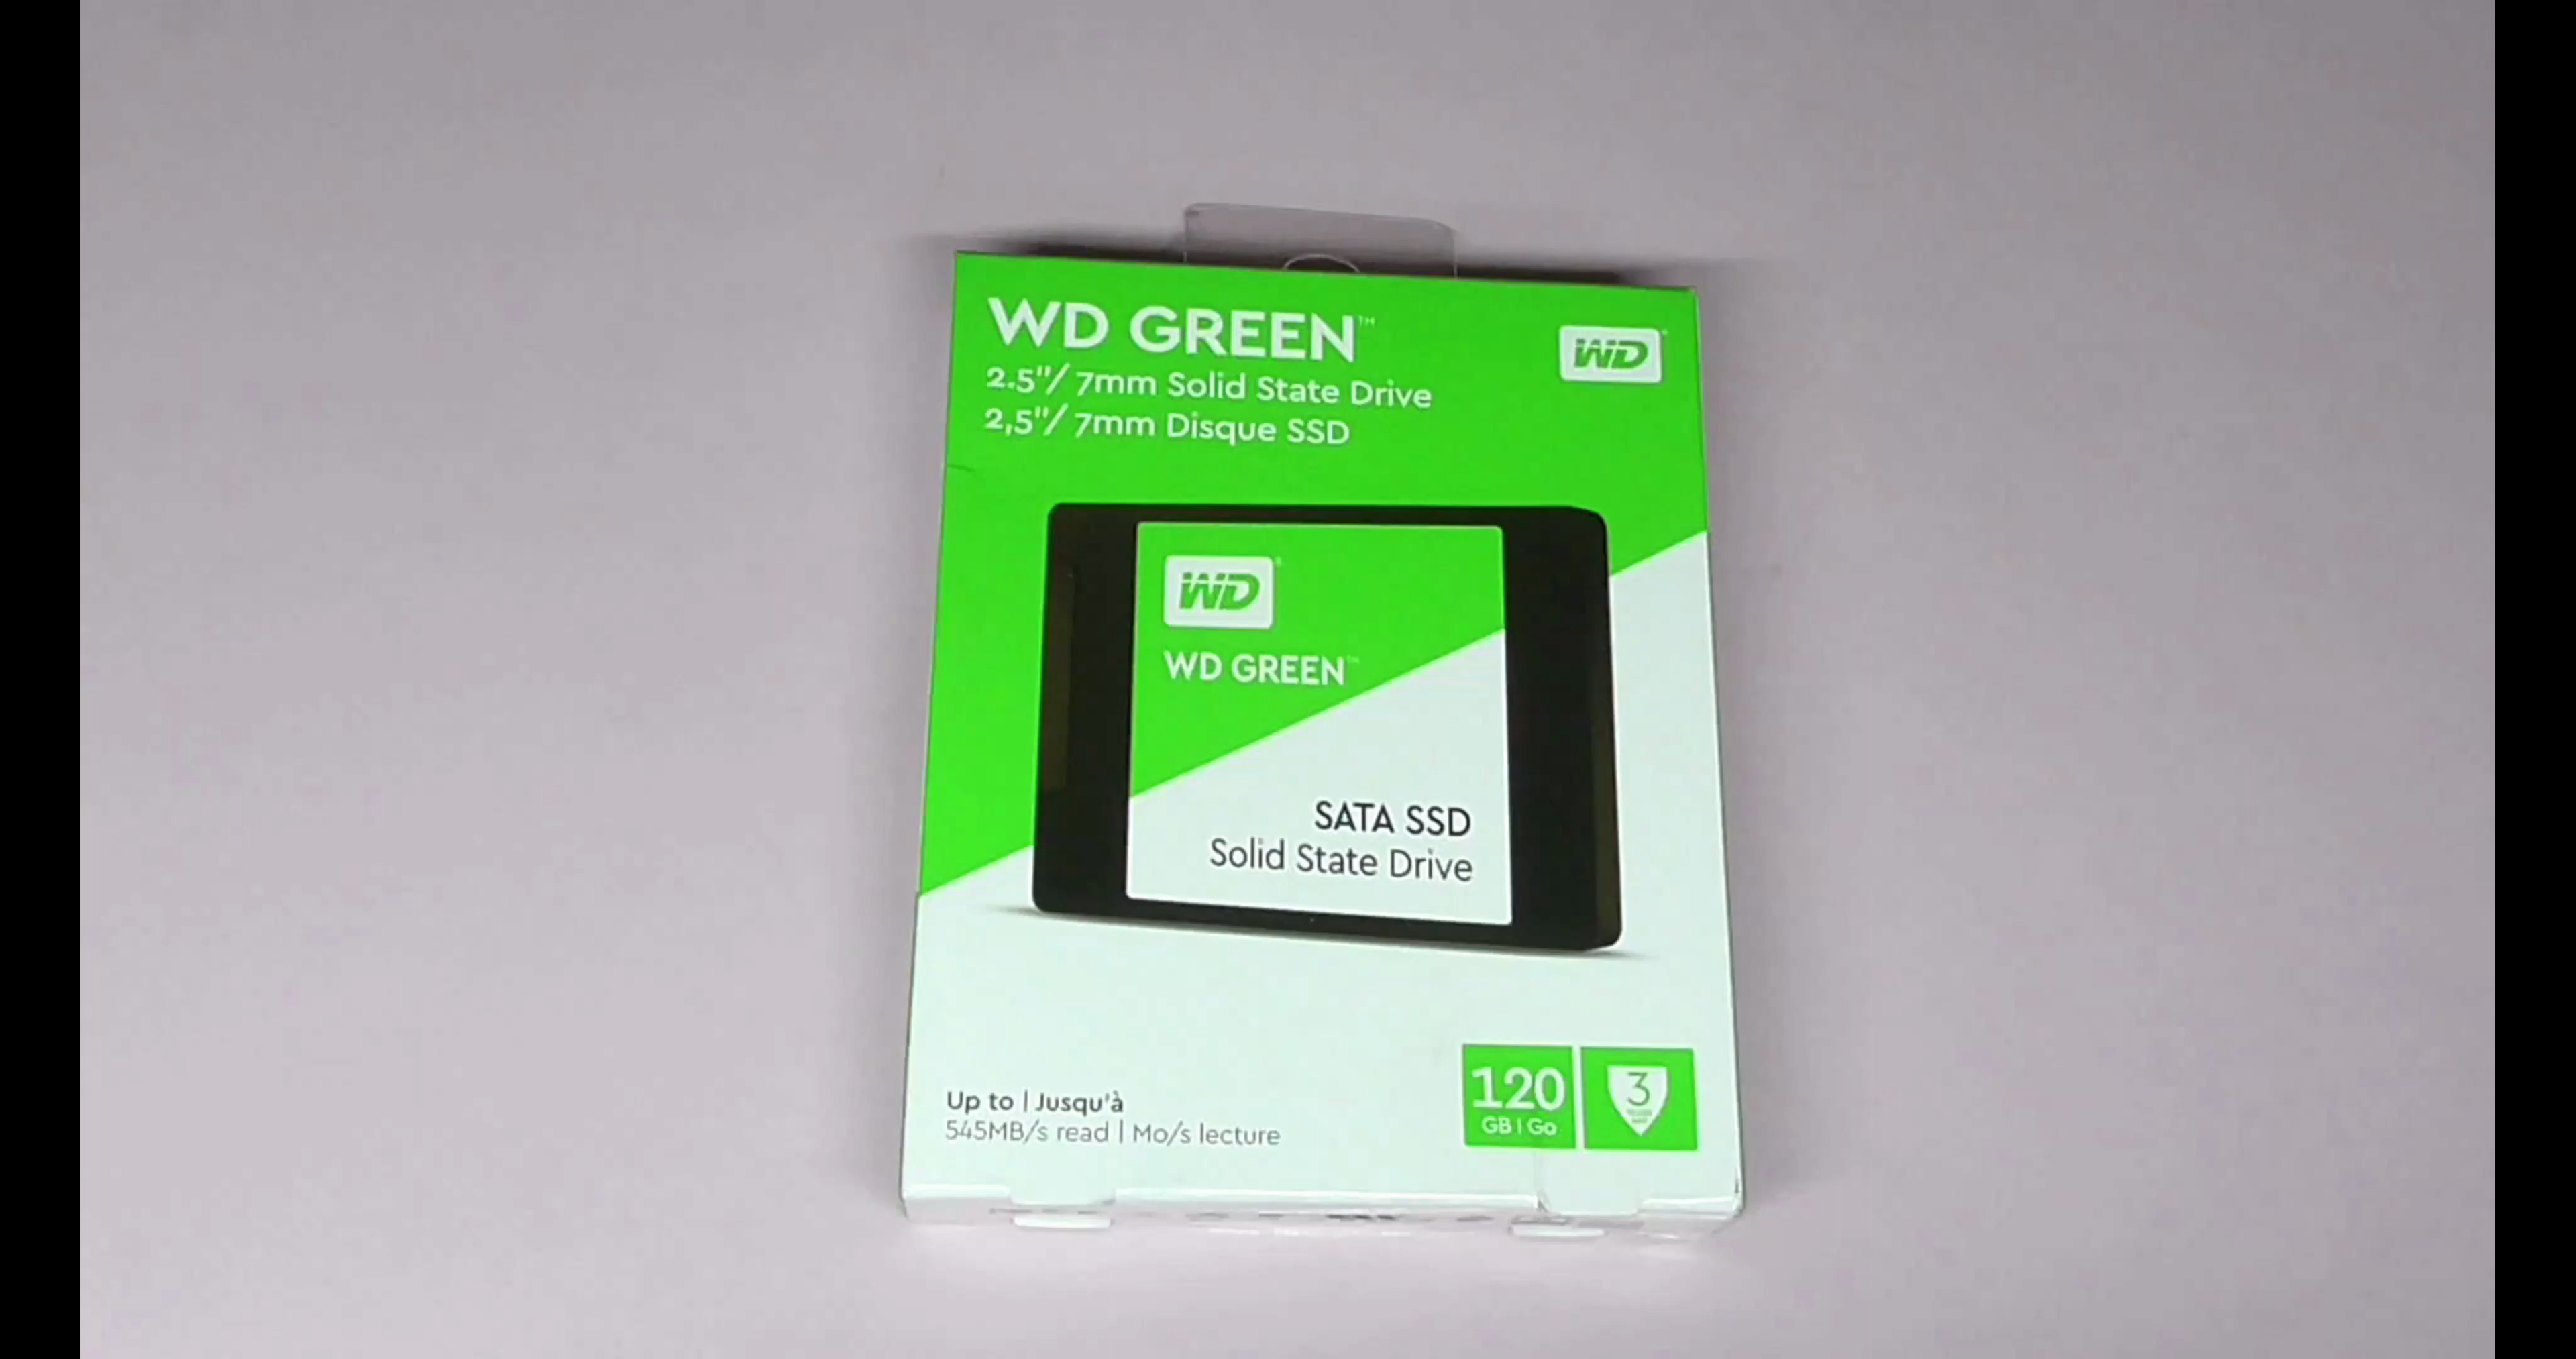 WD GREEN™
WD®
2.5"/ 7mm Solid State Drive
2,5"/ 7mm Disque SSD
WD®
WD GREEN™
SATA SSD
Solid State Drive
Up to | Jusqu'à
545MB/s read | Mo/s lecture
120
GB | Go
3